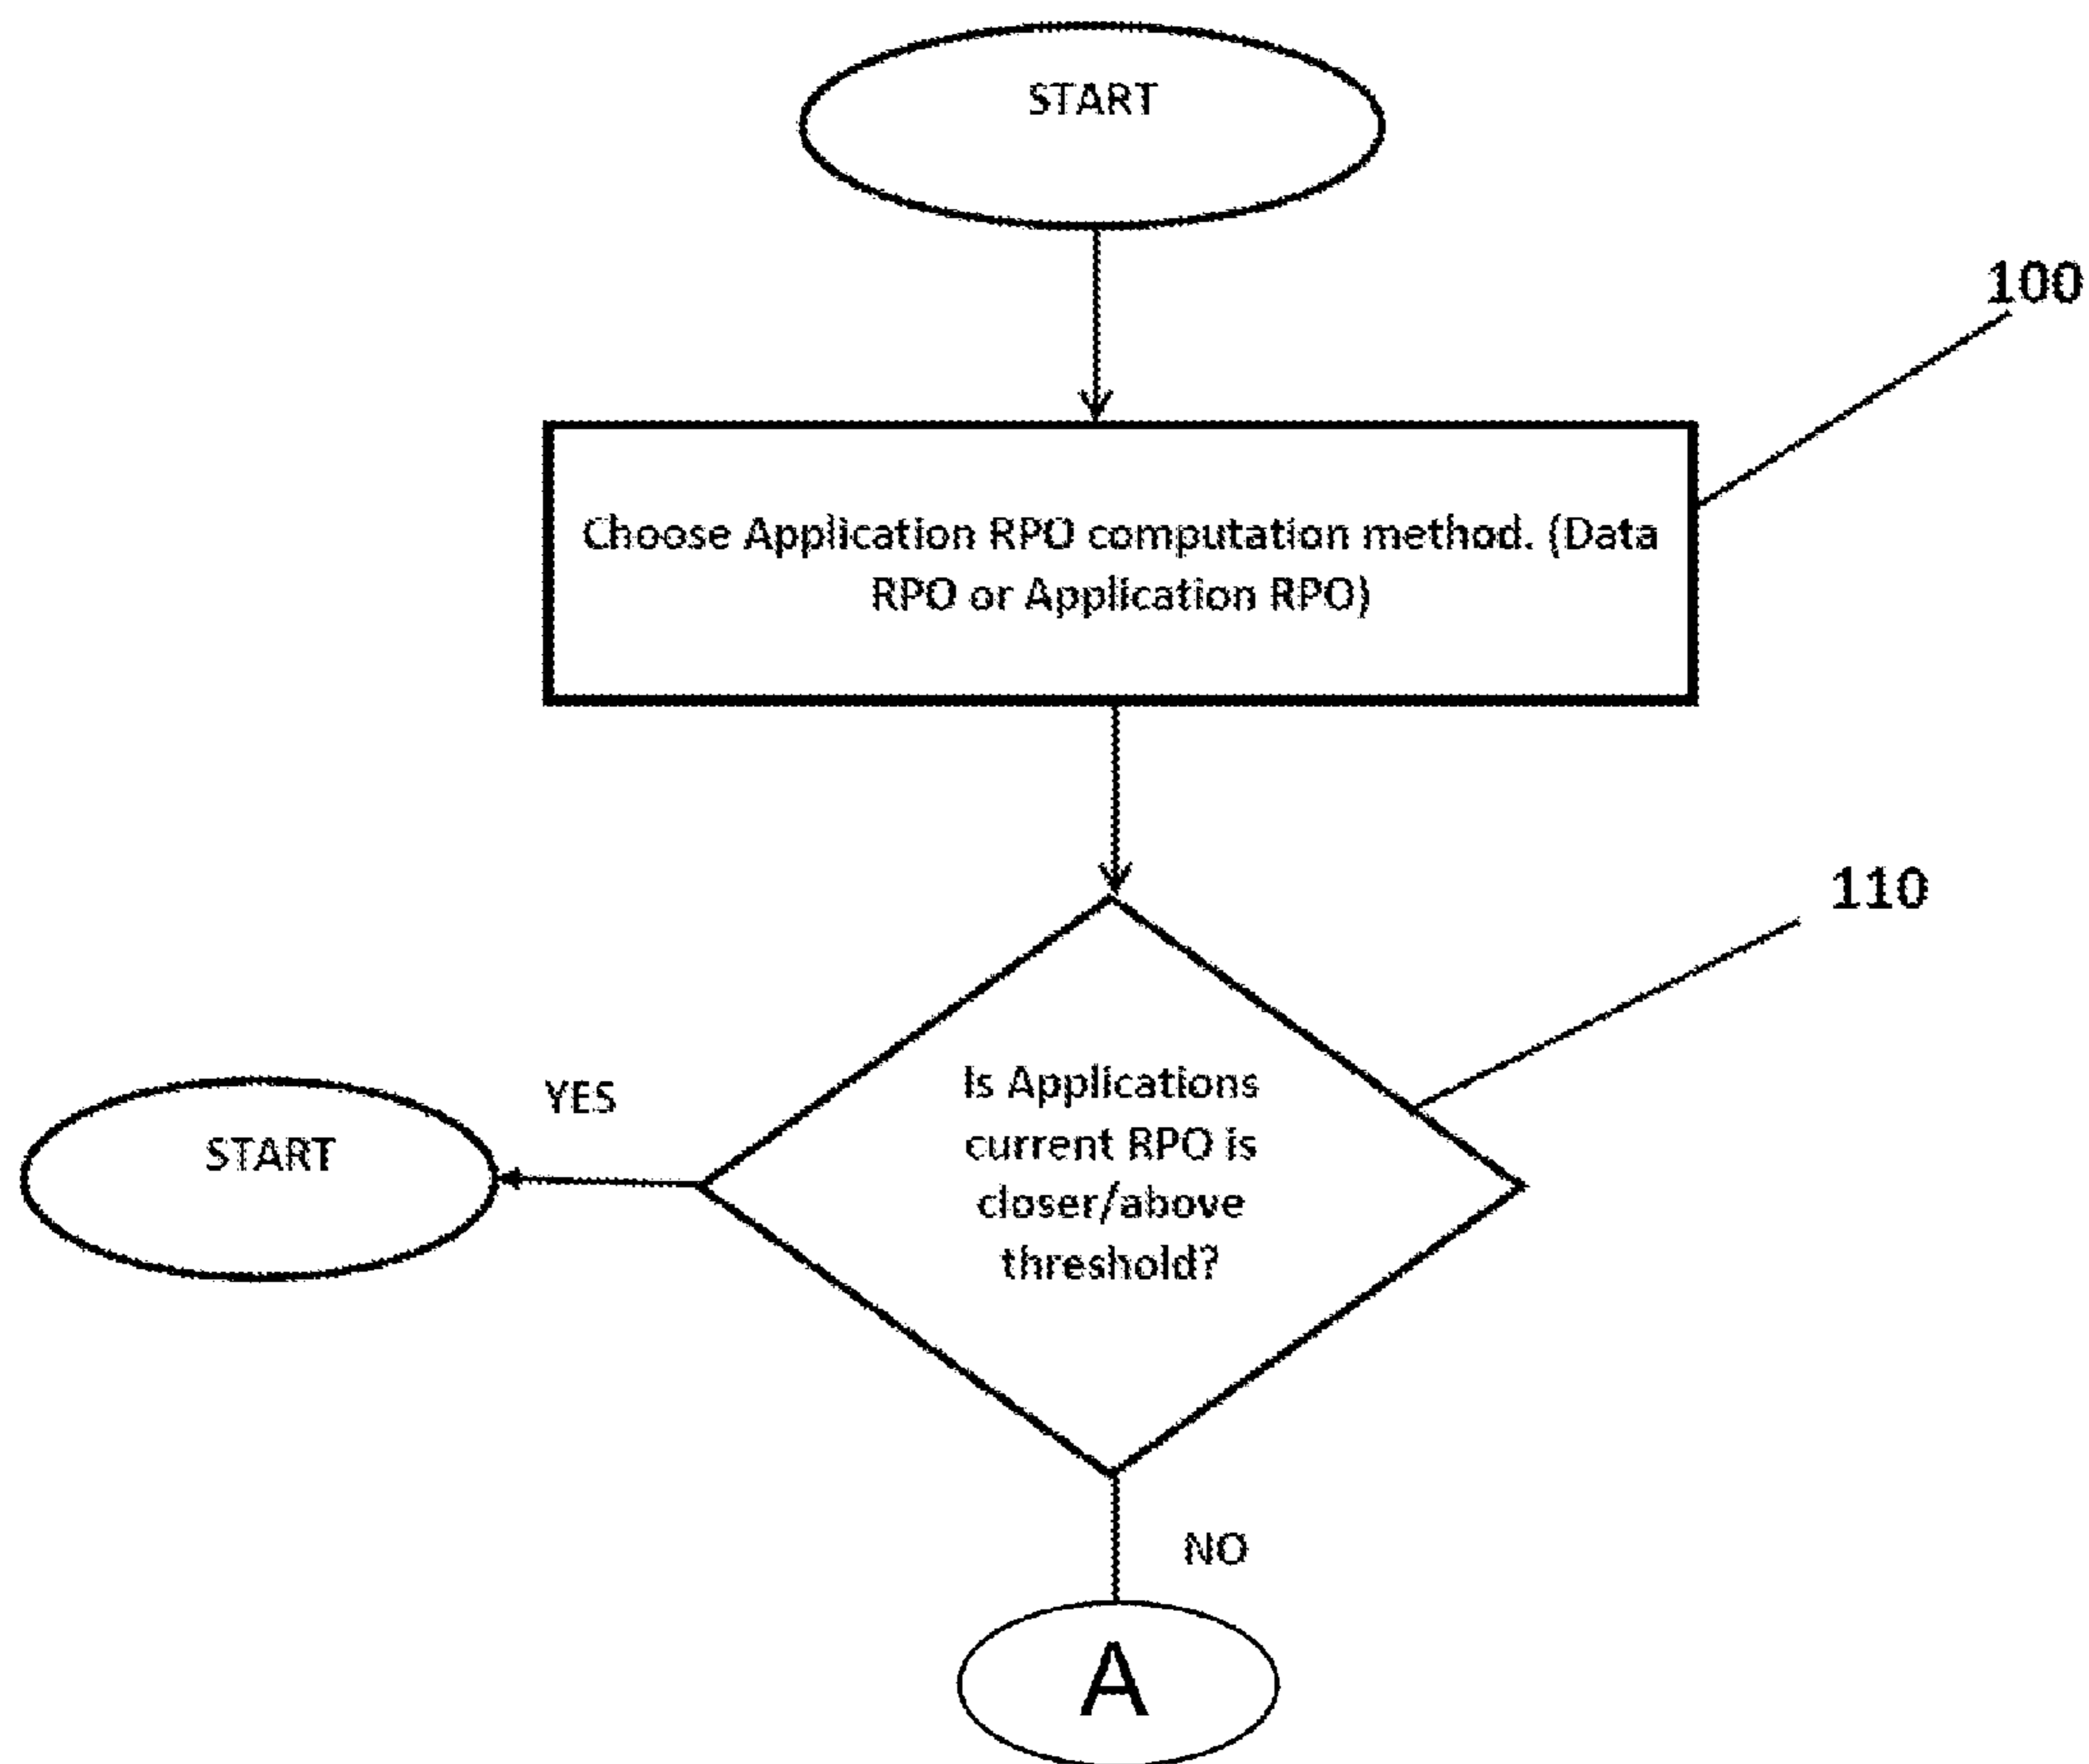 START
100
Choose Application RPO computation method. (Data
RPO or Application RPO)
110
Is Applications
current RPO is
closer/above
threshold?
YES
START
NO
A